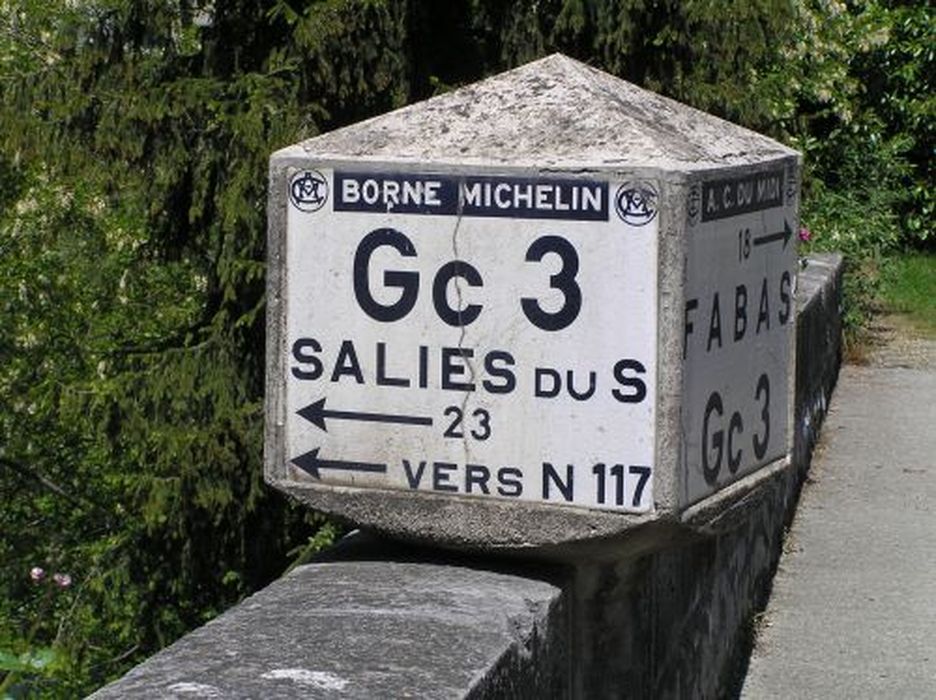 BORNE MICHELIN
Gc 3
SALIES DU S
23
VERS N 117
A. C. DU MIDI
18
FABAS
Gc 3